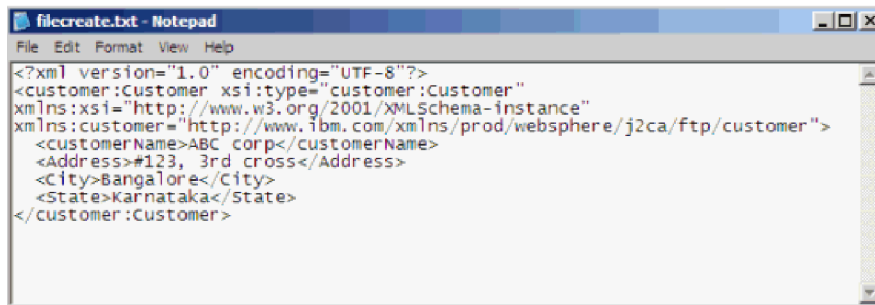 filecreate.txt - Notepad
File Edit Format View Help
<?xml version="1.0" encoding="UTF-8"?>
<customer:Customer xsi:type="customer:Customer"
xmlns:xsi="http://www.w3.org/2001/XMLSchema-instance"
xmlns:customer="http://www.ibm.com/xmlns/prod/websphere/j2ca/ftp/customer">
  <customerName>ABC corp</customerName>
  <Address>#123, 3rd cross</Address>
  <City>Bangalore</City>
  <State>Karnataka</State>
</customer:Customer>